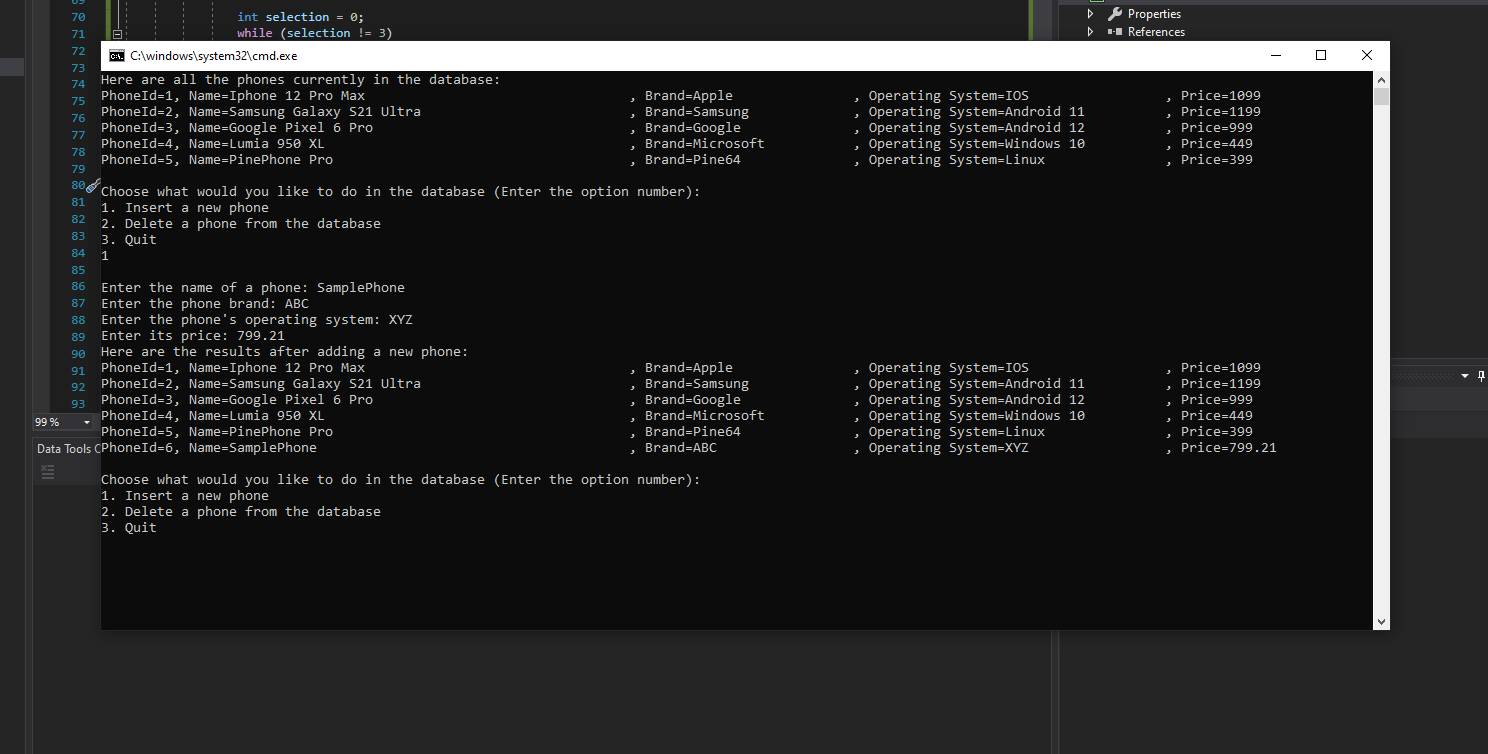 69
70 int selection = 0;
71 while (selection != 3)
Properties
References
72
73
74
75
76
77
78
79
80
81
82
83
84
85
86
87
88
89
90
91
92
93
99 %
Data Tools
C:\windows\system32\cmd.exe
Here are all the phones currently in the database:
PhoneId=1, Name=Iphone 12 Pro Max , Brand=Apple , Operating System=IOS , Price=1099
PhoneId=2, Name=Samsung Galaxy S21 Ultra , Brand=Samsung , Operating System=Android 11 , Price=1199
PhoneId=3, Name=Google Pixel 6 Pro , Brand=Google , Operating System=Android 12 , Price=999
PhoneId=4, Name=Lumia 950 XL , Brand=Microsoft , Operating System=Windows 10 , Price=449
PhoneId=5, Name=PinePhone Pro , Brand=Pine64 , Operating System=Linux , Price=399
Choose what would you like to do in the database (Enter the option number):
1. Insert a new phone
2. Delete a phone from the database
3. Quit
1
Enter the name of a phone: SamplePhone
Enter the phone brand: ABC
Enter the phone's operating system: XYZ
Enter its price: 799.21
Here are the results after adding a new phone:
PhoneId=1, Name=Iphone 12 Pro Max , Brand=Apple , Operating System=IOS , Price=1099
PhoneId=2, Name=Samsung Galaxy S21 Ultra , Brand=Samsung , Operating System=Android 11 , Price=1199
PhoneId=3, Name=Google Pixel 6 Pro , Brand=Google , Operating System=Android 12 , Price=999
PhoneId=4, Name=Lumia 950 XL , Brand=Microsoft , Operating System=Windows 10 , Price=449
PhoneId=5, Name=PinePhone Pro , Brand=Pine64 , Operating System=Linux , Price=399
PhoneId=6, Name=SamplePhone , Brand=ABC , Operating System=XYZ , Price=799.21
Choose what would you like to do in the database (Enter the option number):
1. Insert a new phone
2. Delete a phone from the database
3. Quit